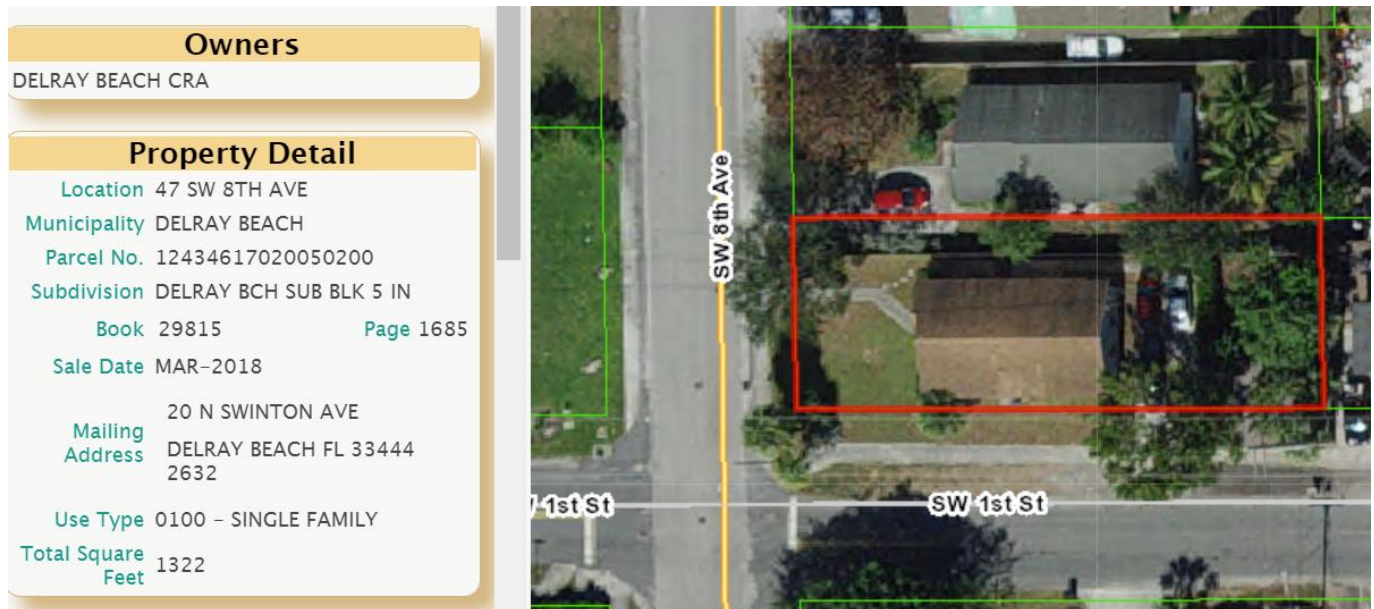 Owners
DELRAY BEACH CRA
Property Detail
Location 47 SW 8TH AVE
Municipality DELRAY BEACH
Parcel No. 12434617020050200
Subdivision DELRAY BCH SUB BLK 5 IN
Book 29815 Page 1685
Sale Date MAR-2018
Mailing Address 20 N SWINTON AVE
DELRAY BEACH FL 33444
2632
Use Type 0100 - SINGLE FAMILY
Total Square Feet 1322
SW 8th Ave
1st St
SW 1st St